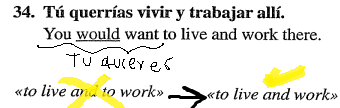 34. Tú querrías vivir y trabajar allí.
You would want to live and work there.
Tu quieres
«to live and to work» → «to live and work»